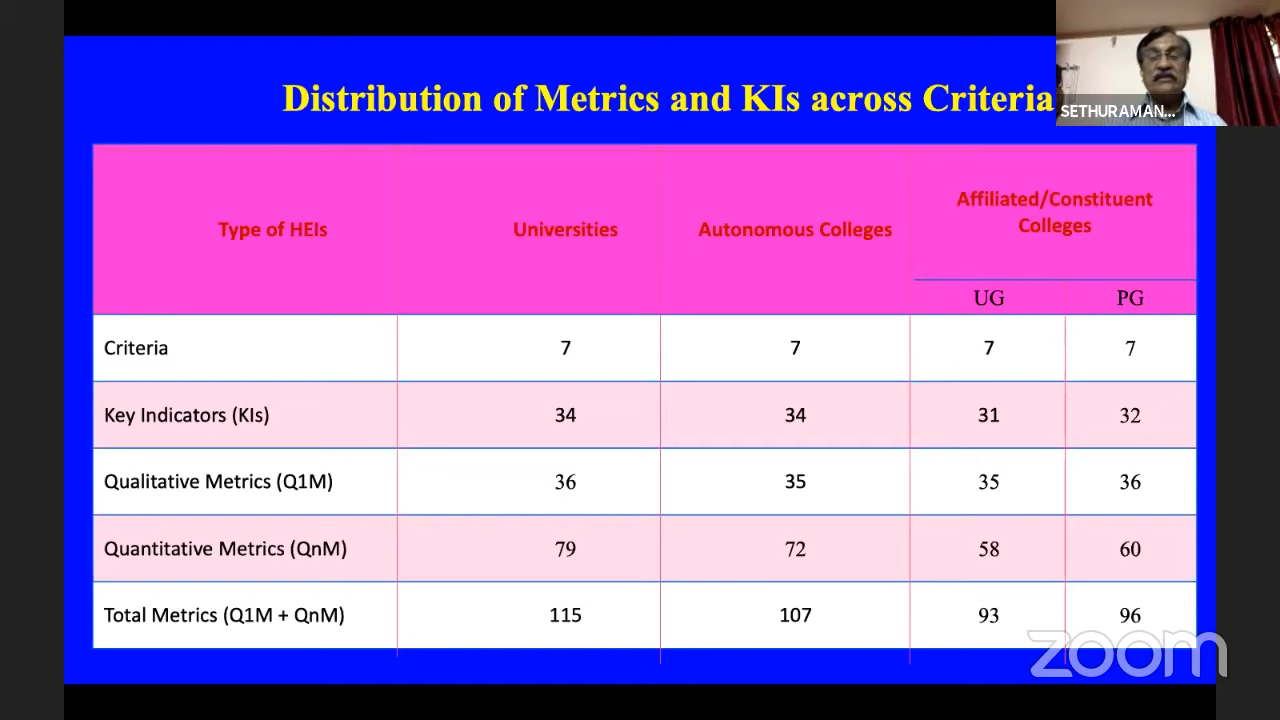 Distribution of Metrics and KIs across Criteria
SETHURAMAN...
Type of HEIs Universities Autonomous Colleges Affiliated/Constituent
Colleges
UG PG
Criteria 7 7 7 7
Key Indicators (KIs) 34 34 31 32
Qualitative Metrics (Q1M) 36 35 35 36
Quantitative Metrics (QnM) 79 72 58 60
Total Metrics (Q1M + QnM) 115 107 93 96
zoom